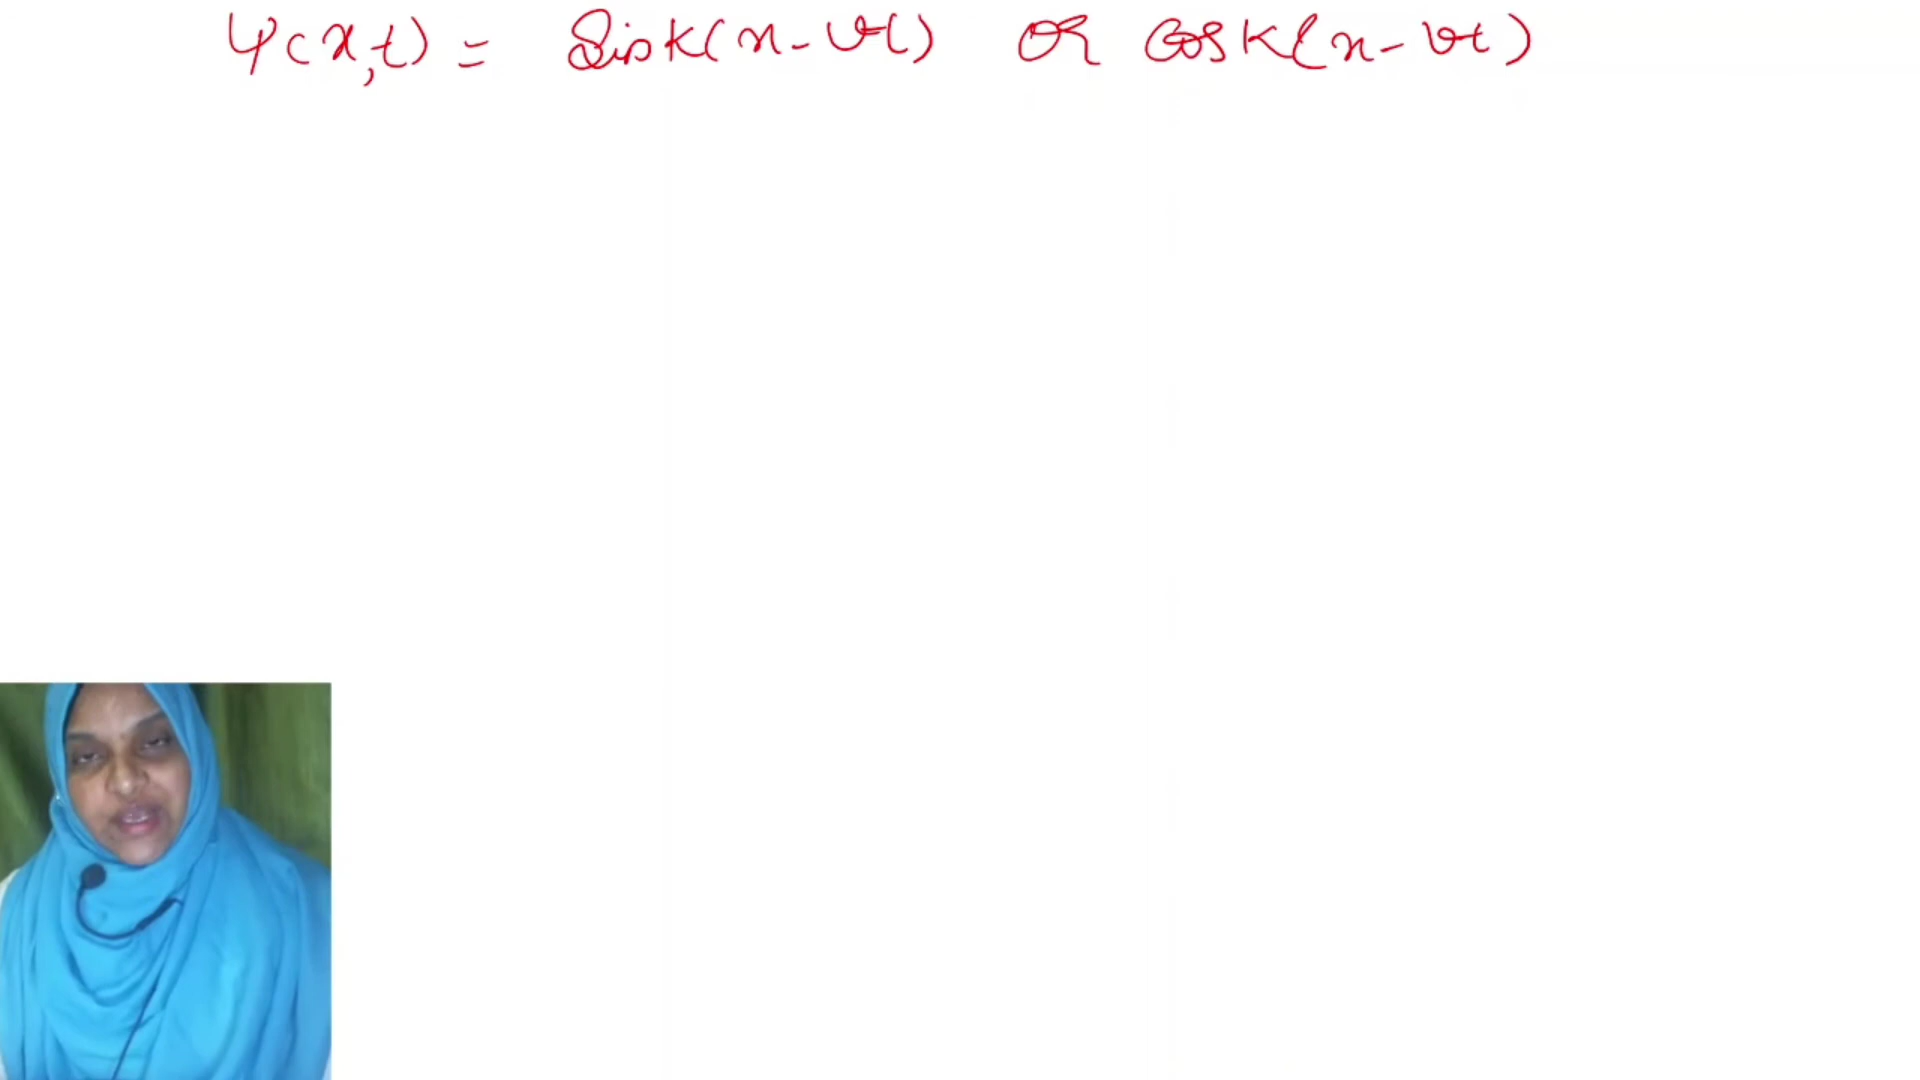 ψ(x,t) = Sin k(x-vt) or Cos k(x-vt)